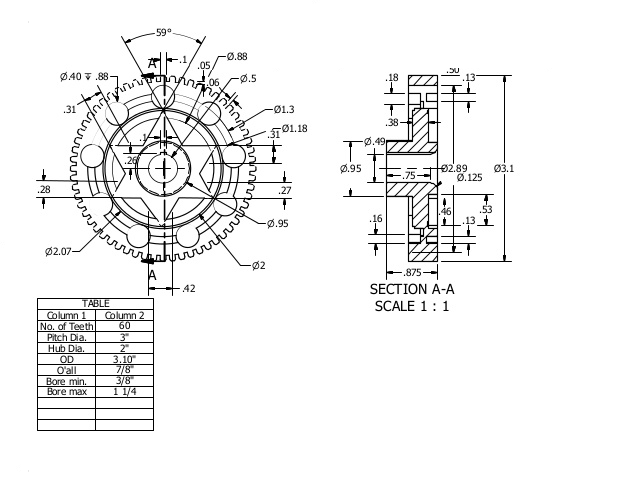 59°
A
.1
Ø.88
.05
.06
Ø.5
Ø.40 ↧ .88
.31
Ø1.3
Ø1.18
.31
.1
.26
.28
.27
Ø.95
Ø2.07
Ø2
A
.42
.50
.18
.13
.38
Ø.49
Ø.95
.75
Ø2.89
Ø.125
Ø3.1
.46
.53
.16
.13
.875
SECTION A-A
SCALE 1 : 1
TABLE
Column 1 Column 2
No. of Teeth 60
Pitch Dia. 3"
Hub Dia. 2"
OD 3.10"
O'all 7/8"
Bore min. 3/8"
Bore max 1 1/4